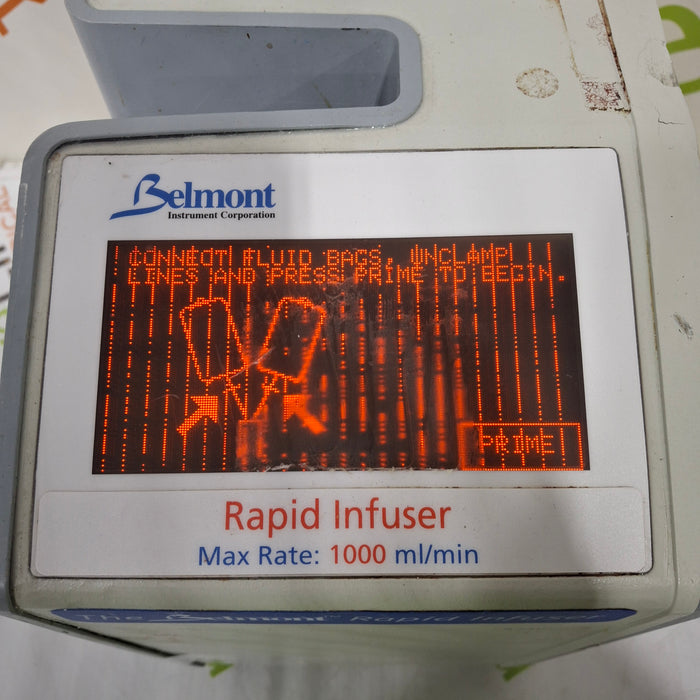 Belmont
Instrument Corporation
CONNECT FLUID BAGS, UNCLAMP
LINES AND PRESS PRIME TO BEGIN.
PRIME
Rapid Infuser
Max Rate: 1000 ml/min
The Belmont Rapid Infuser